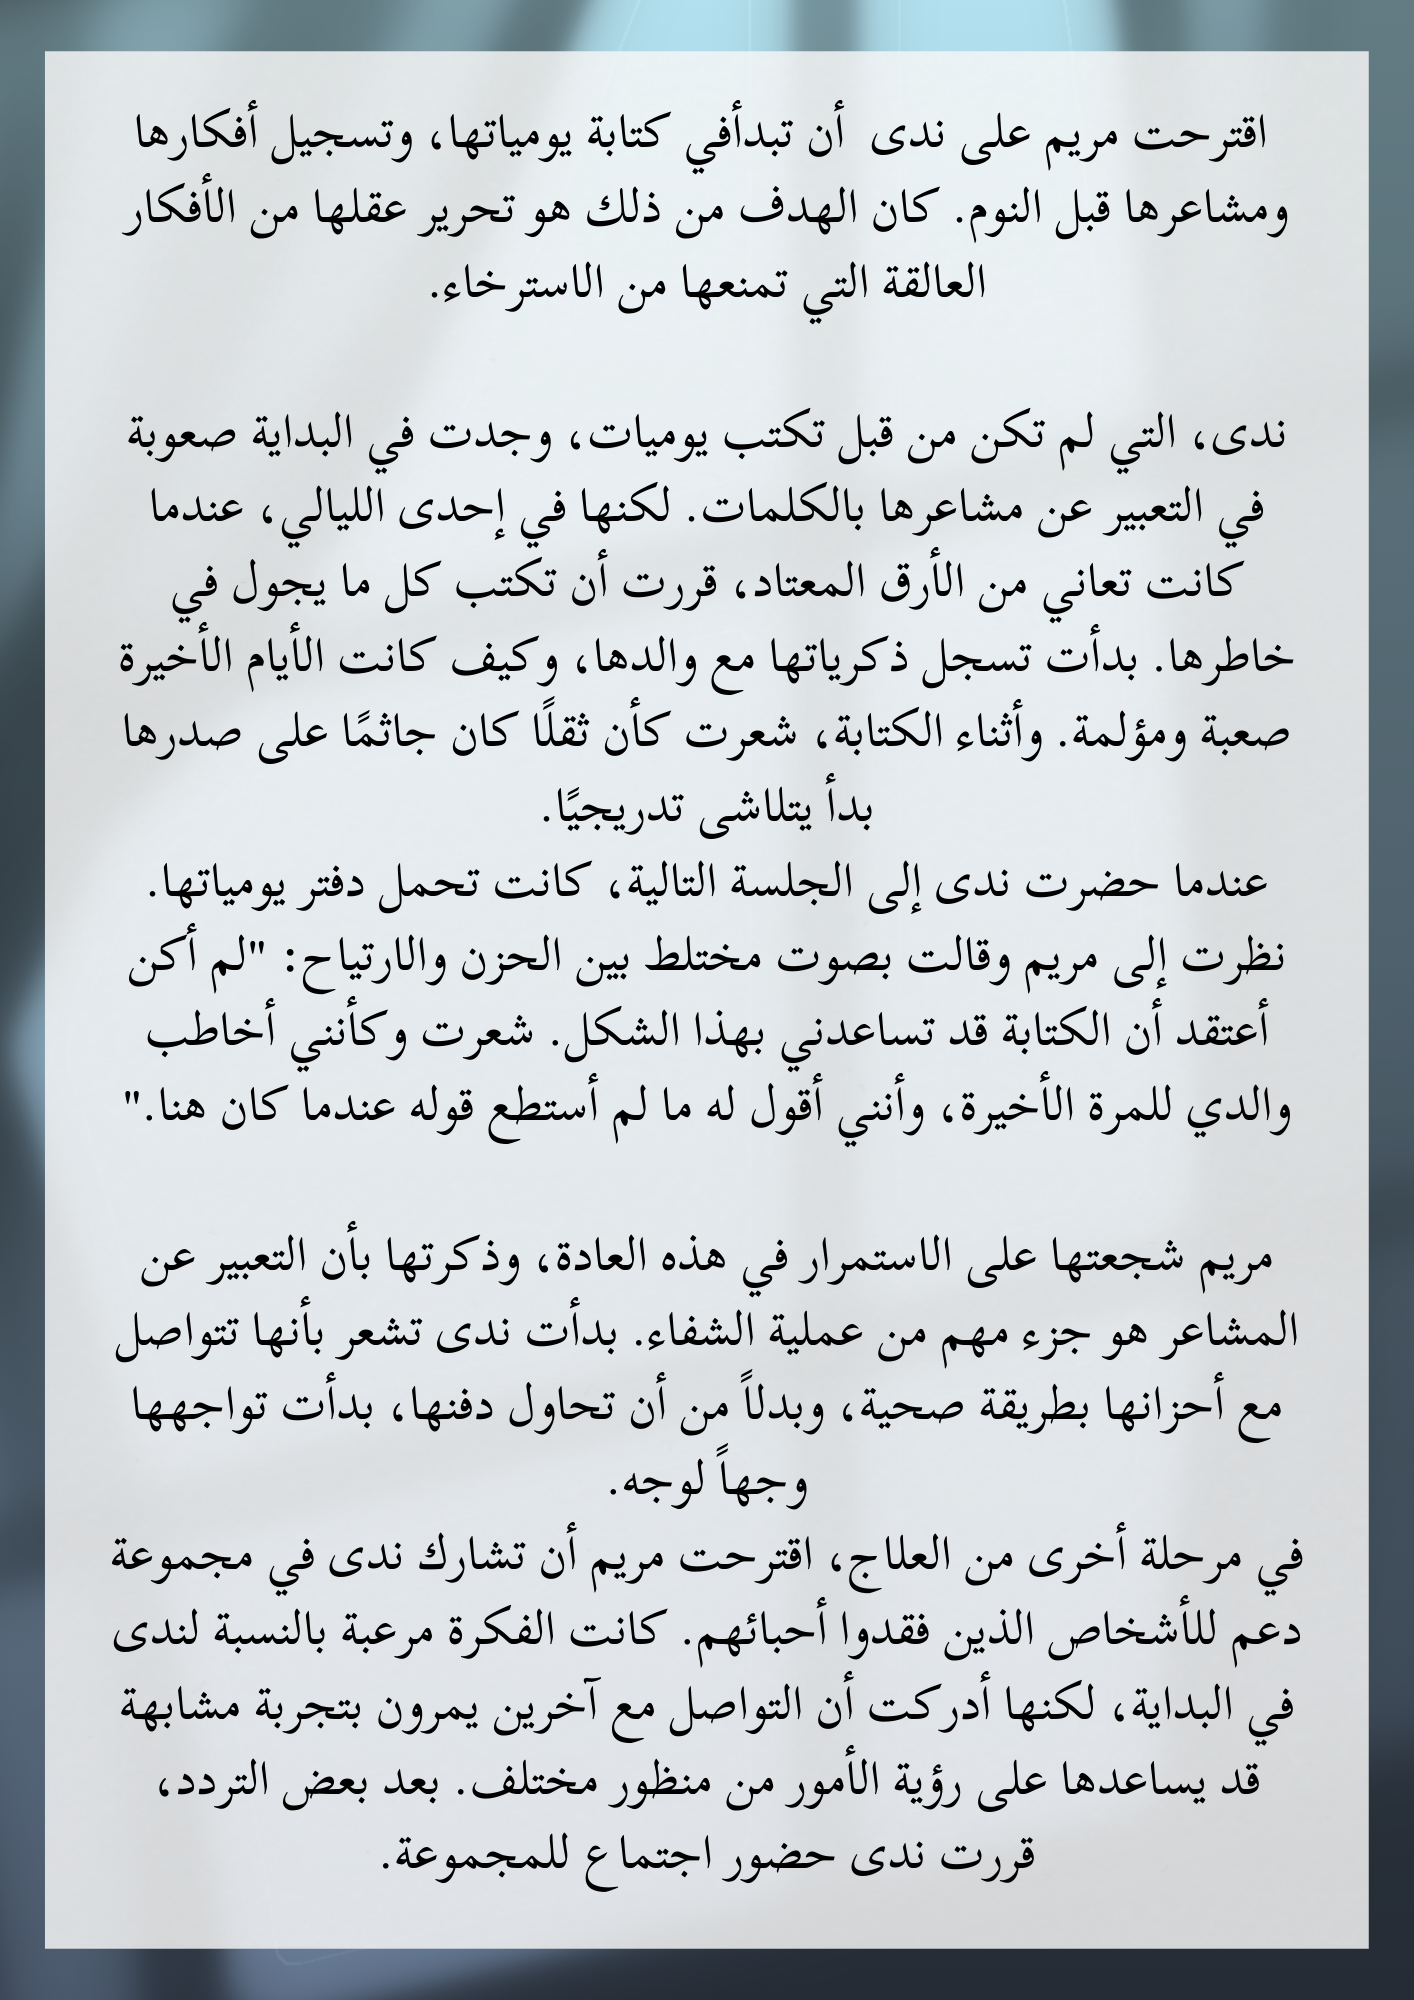 اقترحت مريم على ندى  أن تبدأفي كتابة يومياتها، وتسجيل أفكارها
ومشاعرها قبل النوم. كان الهدف من ذلك هو تحرير عقلها من الأفكار
العالقة التي تمنعها من الاسترخاء.
ندى، التي لم تكن من قبل تكتب يوميات، وجدت في البداية صعوبة
في التعبير عن مشاعرها بالكلمات. لكنها في إحدى الليالي، عندما
كانت تعاني من الأرق المعتاد، قررت أن تكتب كل ما يجول في
خاطرها. بدأت تسجل ذكرياتها مع والدها، وكيف كانت الأيام الأخيرة
صعبة ومؤلمة. وأثناء الكتابة، شعرت كأن ثقلًا كان جاثمًا على صدرها
بدأ يتلاشى تدريجيًا.
عندما حضرت ندى إلى الجلسة التالية، كانت تحمل دفتر يومياتها.
نظرت إلى مريم وقالت بصوت مختلط بين الحزن والارتياح: "لم أكن
أعتقد أن الكتابة قد تساعدني بهذا الشكل. شعرت وكأنني أخاطب
والدي للمرة الأخيرة، وأنني أقول له ما لم أستطع قوله عندما كان هنا."
مريم شجعتها على الاستمرار في هذه العادة، وذكرتها بأن التعبير عن
المشاعر هو جزء مهم من عملية الشفاء. بدأت ندى تشعر بأنها تتواصل
مع أحزانها بطريقة صحية، وبدلاً من أن تحاول دفنها، بدأت تواجهها
وجهاً لوجه.
في مرحلة أخرى من العلاج، اقترحت مريم أن تشارك ندى في مجموعة
دعم للأشخاص الذين فقدوا أحبائهم. كانت الفكرة مرعبة بالنسبة لندى
في البداية، لكنها أدركت أن التواصل مع آخرين يمرون بتجربة مشابهة
قد يساعدها على رؤية الأمور من منظور مختلف. بعد بعض التردد،
قررت ندى حضور اجتماع للمجموعة.